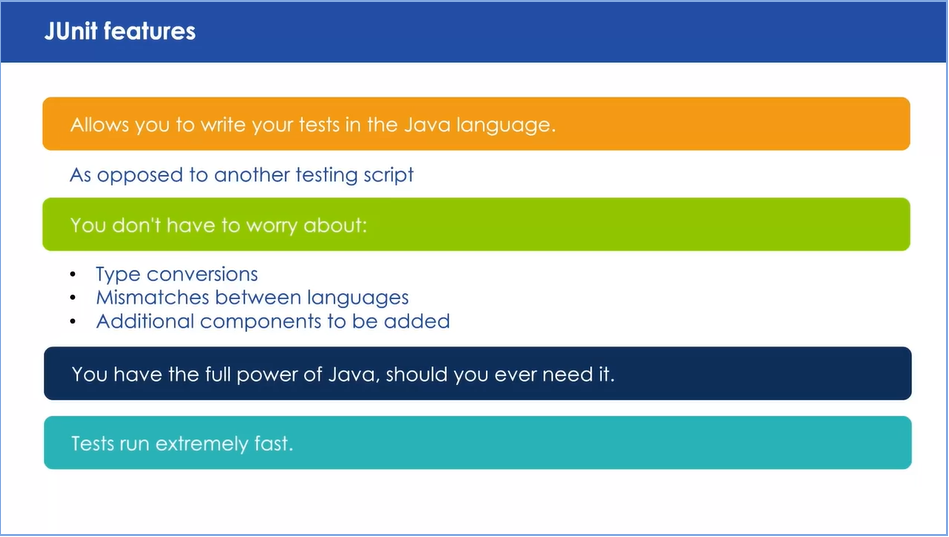 JUnit features
Allows you to write your tests in the Java language.
As opposed to another testing script
You don't have to worry about:
• Type conversions
• Mismatches between languages
• Additional components to be added
You have the full power of Java, should you ever need it.
Tests run extremely fast.